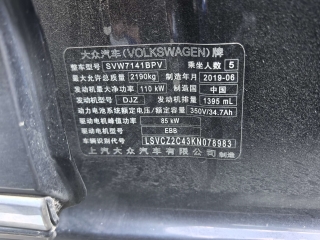 大众汽车(VOLKSWAGEN)牌
整车型号 SVW7141BPV 乘坐人数 5
最大允许总质量 2190kg 制造年月 2019-06
发动机最大净功率 110 kW 制造国 中国
发动机型号 DJZ 发动机排量 1395 mL
动力电池系统额定电压/额定容量 350V/34.7Ah
驱动电机峰值功率 85 kW
驱动电机型号 EBS
车辆识别代号 LSVCZ2C43KN078983
上汽大众汽车有限公司 制造